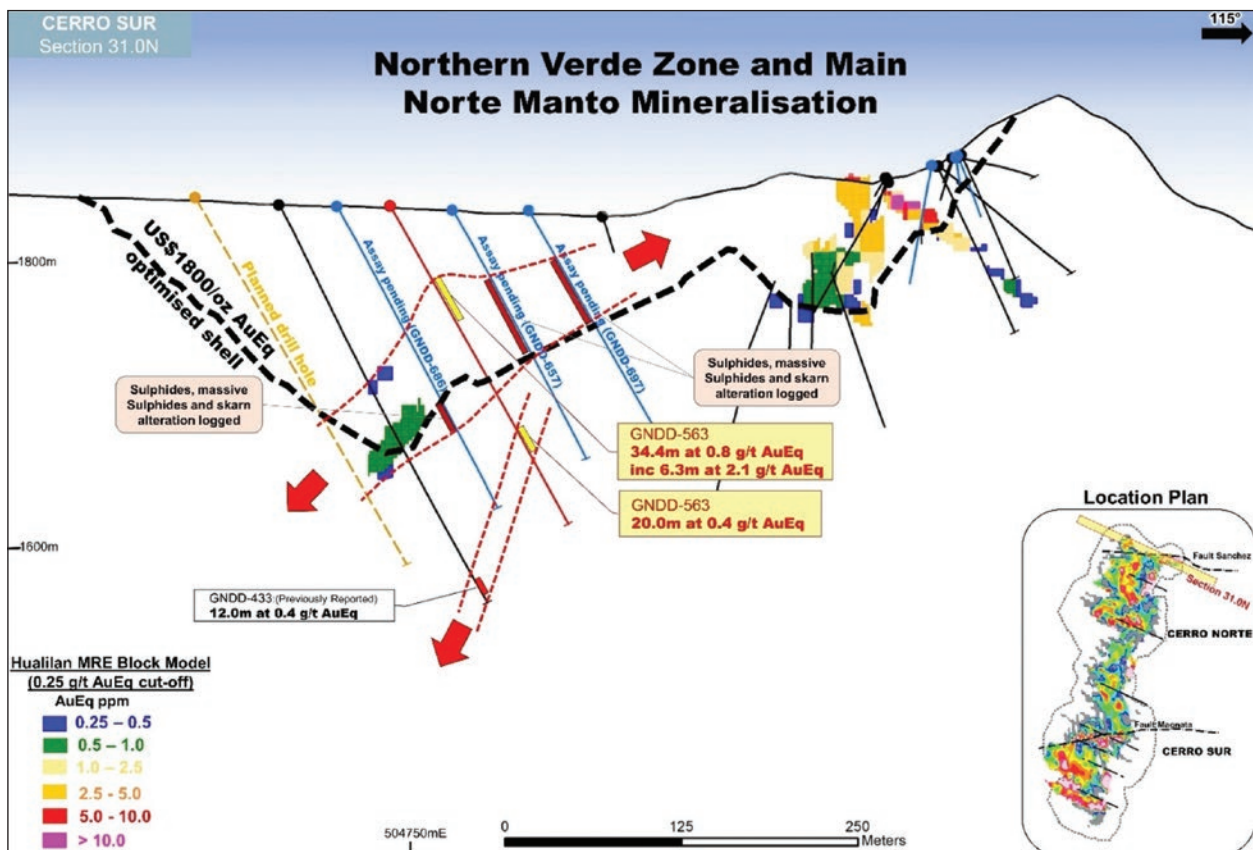 CERRO SUR
Section 31.0N
115°
Northern Verde Zone and Main
Norte Manto Mineralisation
1800m
US$1800/oz AuEq
optimised shell
Planned drill hole
Assay pending (GNDD-686)
Assay pending (GNDD-657)
Assay pending (GNDD-697)
Sulphides, massive
Sulphides and skarn
alteration logged
Sulphides, massive
Sulphides and skarn
alteration logged
GNDD-563
34.4m at 0.8 g/t AuEq
inc 6.3m at 2.1 g/t AuEq
GNDD-563
20.0m at 0.4 g/t AuEq
1600m
GNDD-433 (Previously Reported)
12.0m at 0.4 g/t AuEq
Location Plan
Fault Sanchez
Section 31.0N
CERRO NORTE
Fault Magnata
CERRO SUR
Hualilan MRE Block Model
(0.25 g/t AuEq cut-off)
AuEq ppm
0.25 – 0.5
0.5 – 1.0
1.0 – 2.5
2.5 - 5.0
5.0 - 10.0
> 10.0
504750mE
0
125
250
Meters